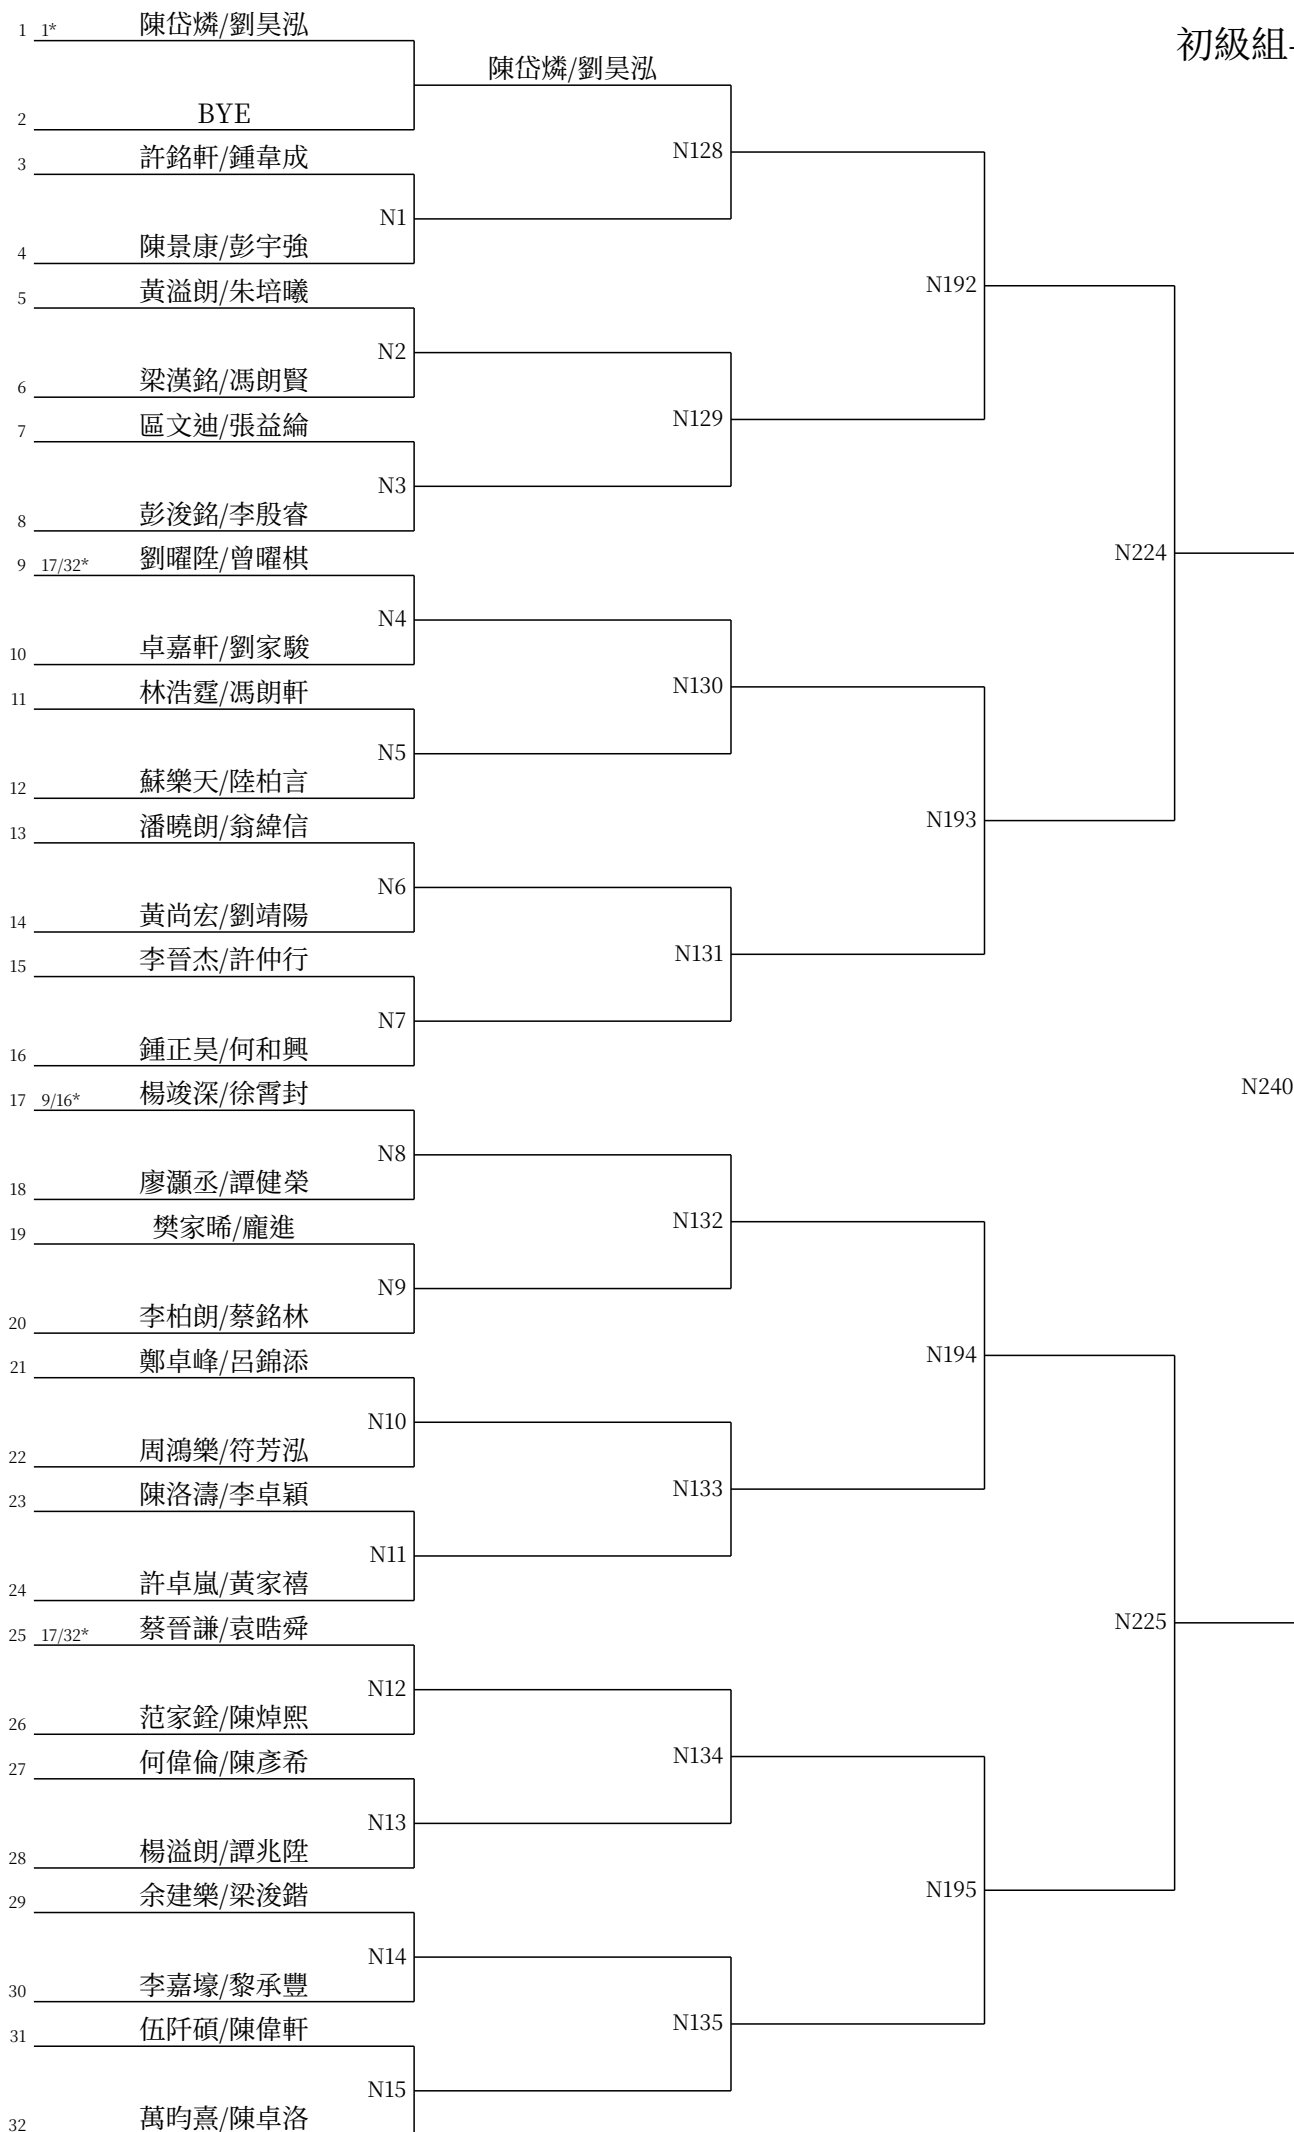 初級組-
1 1* 陳岱燐/劉昊泓
陳岱燐/劉昊泓
2 BYE
N128
3 許銘軒/鍾韋成
N1
4 陳景康/彭宇強
N192
5 黃溢朗/朱培曦
N2
6 梁漢銘/馮朗賢
N129
7 區文迪/張益綸
N3
8 彭浚銘/李殷睿
N224
9 17/32* 劉曜陞/曾曜棋
N4
10 卓嘉軒/劉家駿
N130
11 林浩霆/馮朗軒
N5
12 蘇樂天/陸柏言
N193
13 潘曉朗/翁緯信
N6
14 黃尚宏/劉靖陽
N131
15 李晉杰/許仲行
N7
16 鍾正昊/何和興
N240
17 9/16* 楊竣深/徐霄封
N8
18 廖灝丞/譚健榮
N132
19 樊家晞/龐進
N9
20 李柏朗/蔡銘林
N194
21 鄭卓峰/呂錦添
N10
22 周鴻樂/符芳泓
N133
23 陳洛濤/李卓穎
N11
24 許卓嵐/黃家禧
N225
25 17/32* 蔡晉謙/袁晧舜
N12
26 范家銓/陳焯熙
N134
27 何偉倫/陳彥希
N13
28 楊溢朗/譚兆陞
N195
29 余建樂/梁浚鍇
N14
30 李嘉壕/黎承豐
N135
31 伍阡碩/陳偉軒
N15
32 萬昀熹/陳卓洛